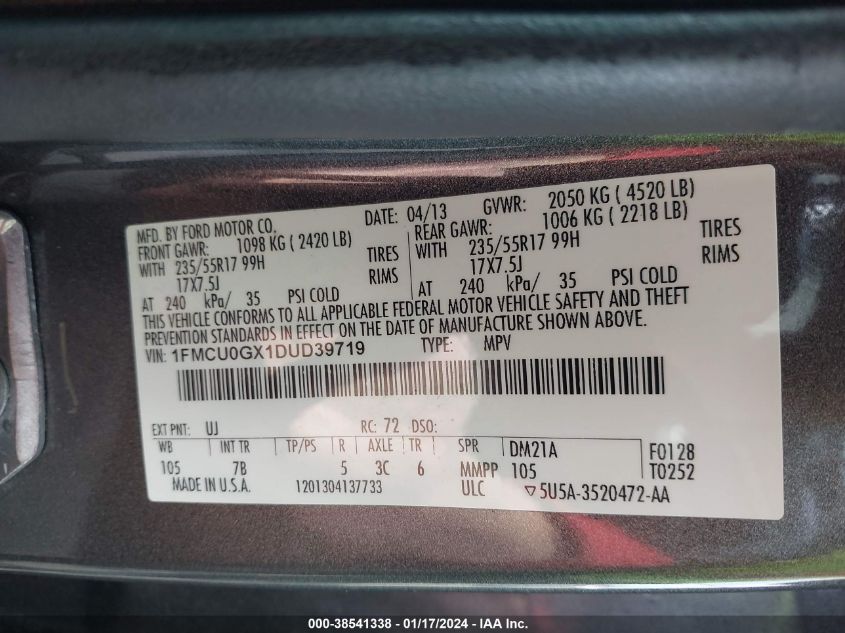 MFD. BY FORD MOTOR CO. DATE: 04/13 GVWR: 2050 KG ( 4520 LB)
FRONT GAWR: 1098 KG ( 2420 LB) REAR GAWR: 1006 KG ( 2218 LB)
WITH 235/55R17 99H TIRES WITH 235/55R17 99H TIRES
17X7.5J RIMS 17X7.5J RIMS
AT 240 kPa/ 35 PSI COLD AT 240 kPa/ 35 PSI COLD
THIS VEHICLE CONFORMS TO ALL APPLICABLE FEDERAL MOTOR VEHICLE SAFETY AND THEFT
PREVENTION STANDARDS IN EFFECT ON THE DATE OF MANUFACTURE SHOWN ABOVE.
VIN: 1FMCU0GX1DUD39719 TYPE: MPV
EXT PNT: UJ RC: 72 DSO:
WB INT TR TP/PS R AXLE TR SPR DM21A F0128
105 7B 5 3C 6 MMPP 105 T0252
MADE IN U.S.A. 1201304137733 ULC ▽5U5A-3520472-AA
000-38541338 - 01/17/2024 - IAA Inc.